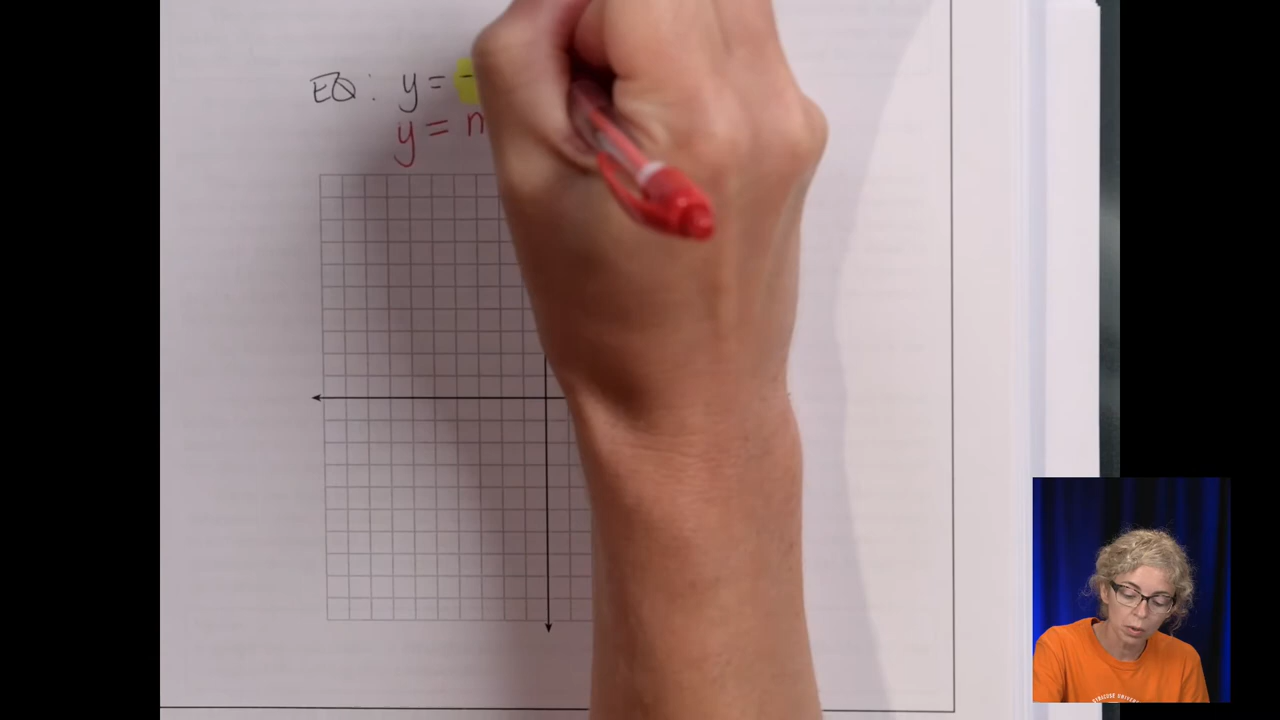 EQ: y = -
y = m